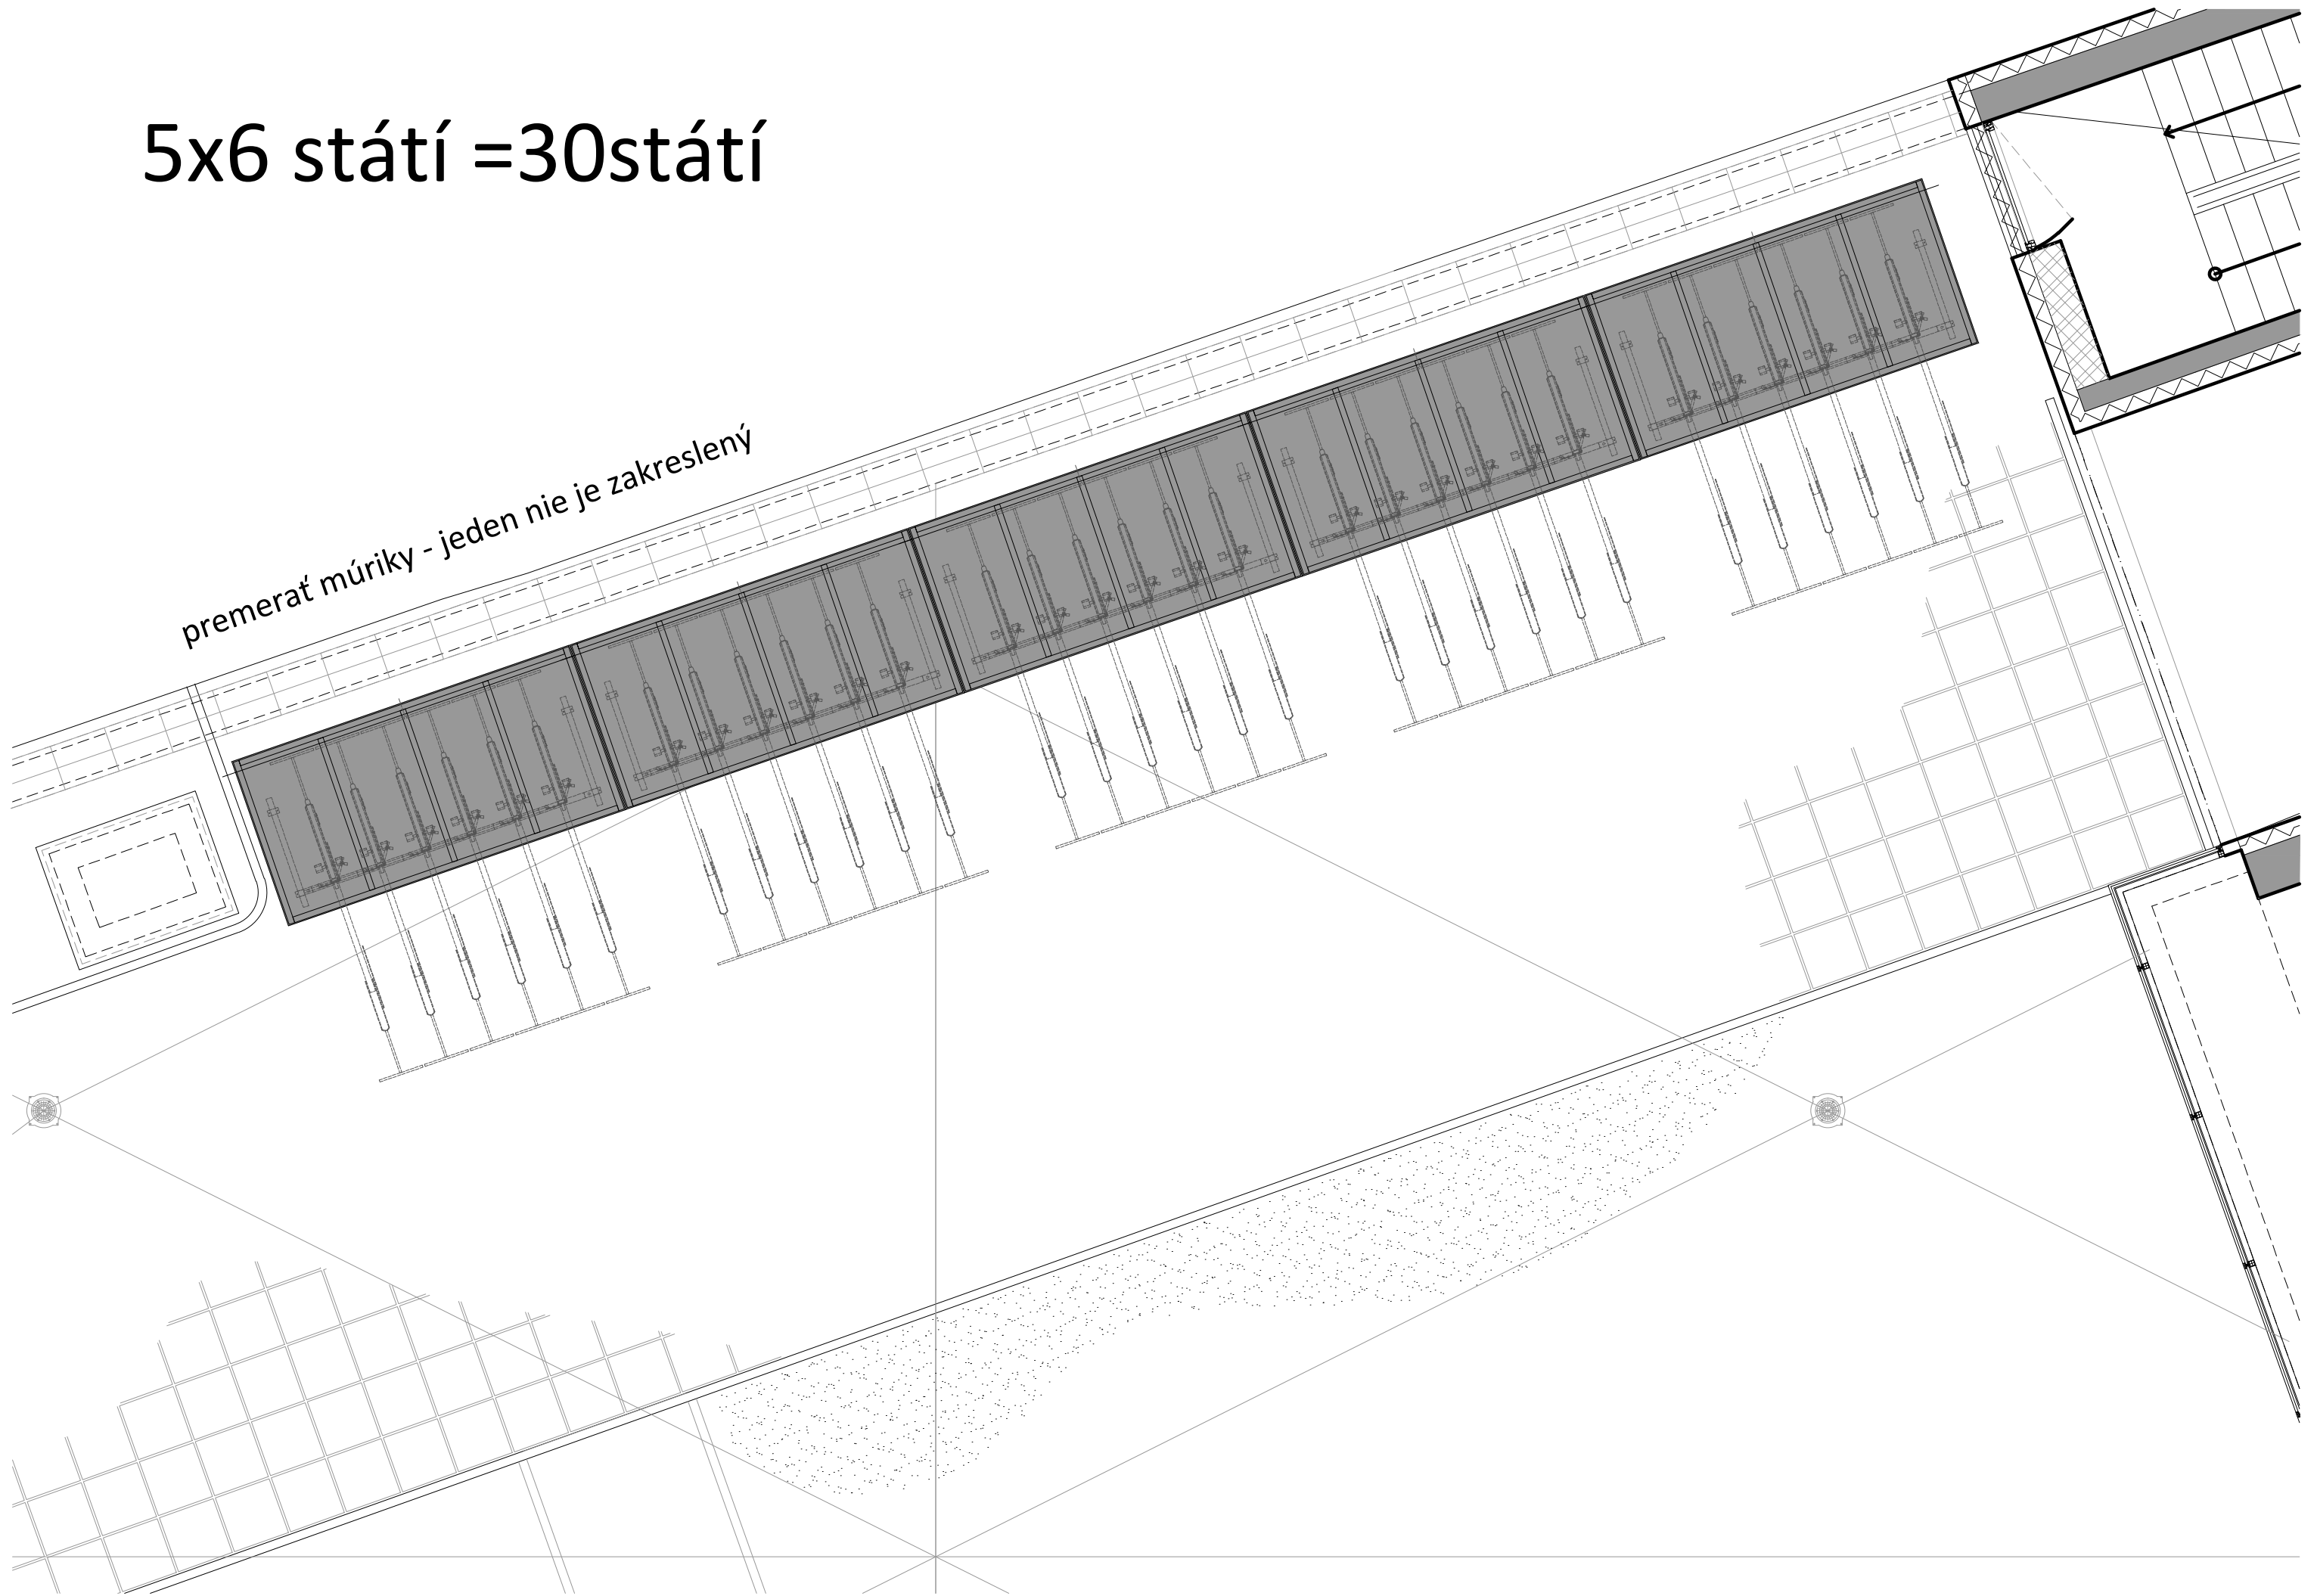 5x6 státí =30státí
premerať múriky - jeden nie je zakreslený